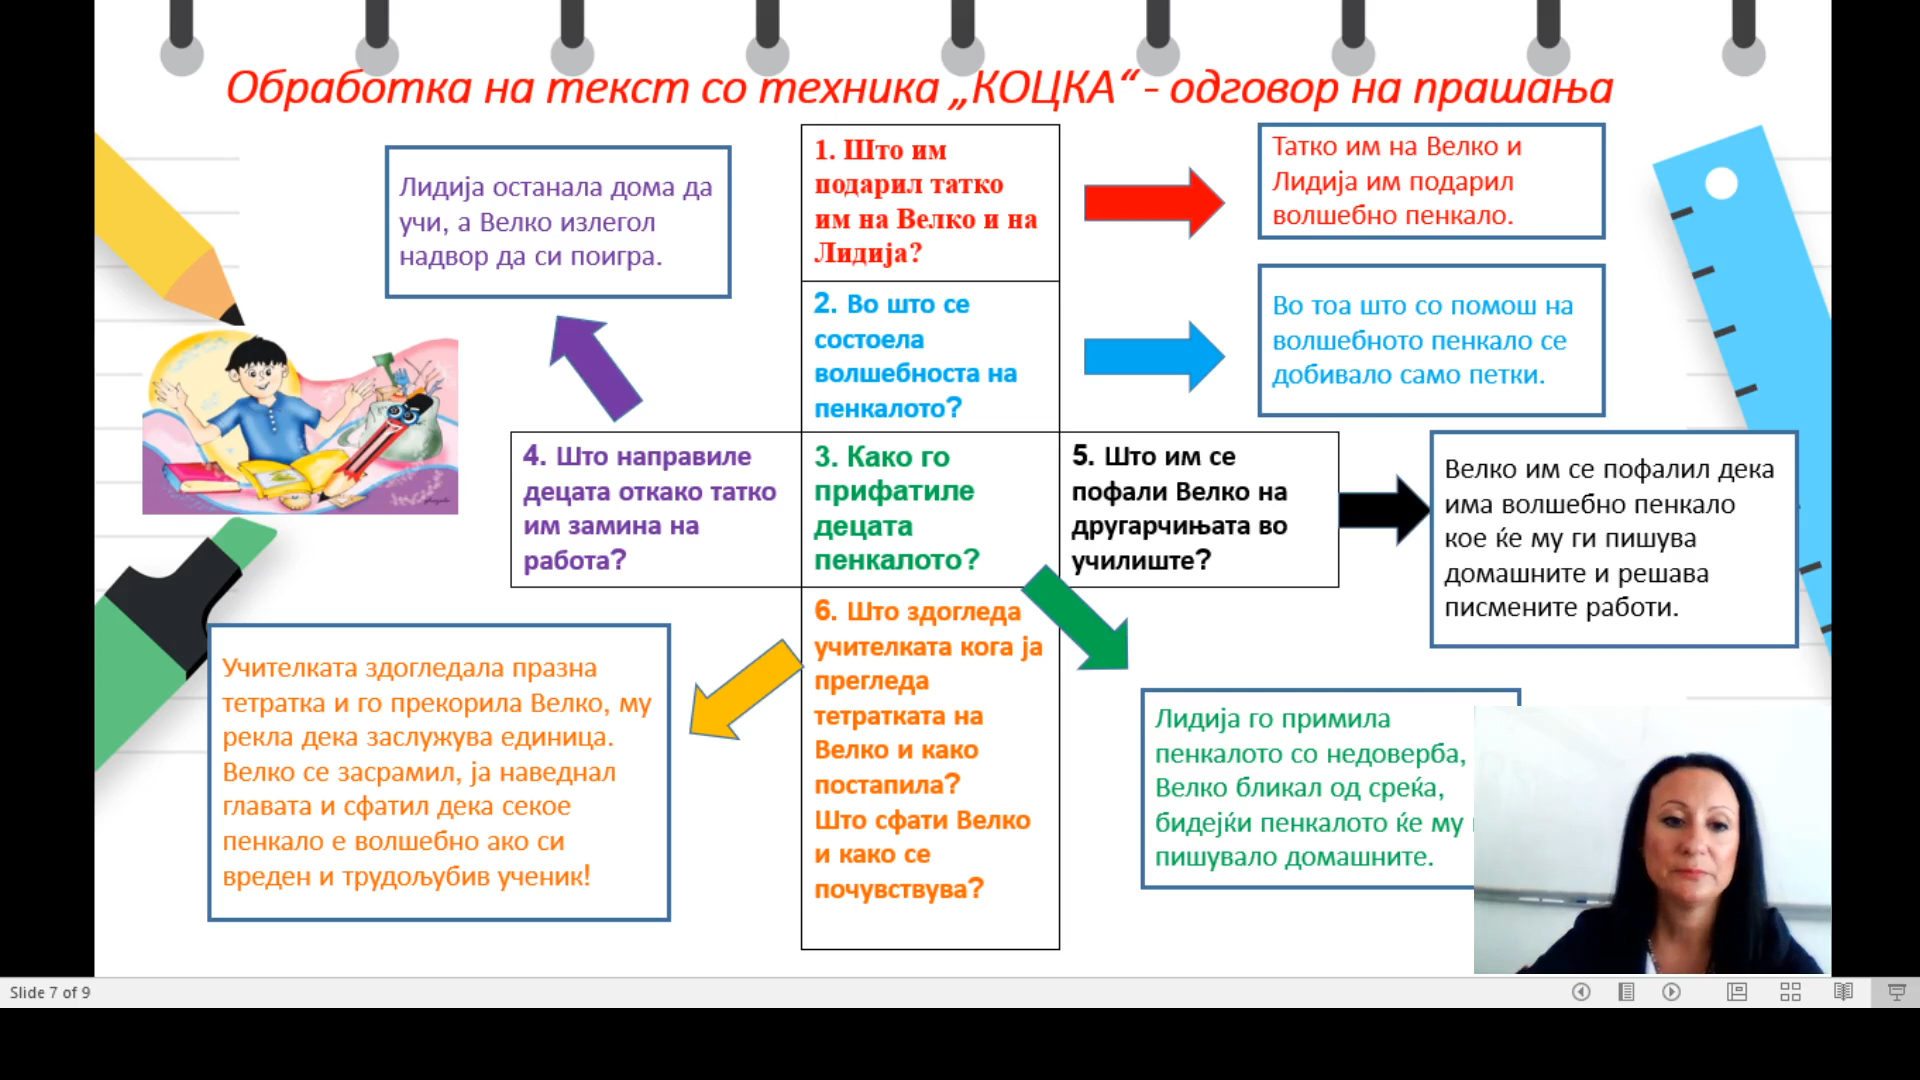 Обработка на текст со техника „КОЦКА“ - одговор на прашања
Лидија останала дома да
учи, а Велко излегол
надвор да си поигра.
1. Што им
подарил татко
им на Велко и на
Лидија?
Татко им на Велко и
Лидија им подарил
волшебно пенкало.
2. Во што се
состоела
волшебноста на
пенкалото?
Во тоа што со помош на
волшебното пенкало се
добивало само петки.
4. Што направиле
децата откако татко
им замина на
работа?
3. Како го
прифатиле
децата
пенкалото?
5. Што им се
пофали Велко на
другарчињата во
училиште?
Велко им се пофалил дека
има волшебно пенкало
кое ќе му ги пишува
домашните и решава
писмените работи.
6. Што здогледа
учителката кога ја
прегледа
тетратката на
Велко и како
постапила?
Што сфати Велко
и како се
почувствува?
Учителката здогледала празна
тетратка и го прекорила Велко, му
рекла дека заслужува единица.
Велко се засрамил, ја наведнал
главата и сфатил дека секое
пенкало е волшебно ако си
вреден и трудољубив ученик!
Лидија го примила
пенкалото со недоверба,
Велко бликал од среќа,
бидејќи пенкалото ќе му
пишувало домашните.
Slide 7 of 9